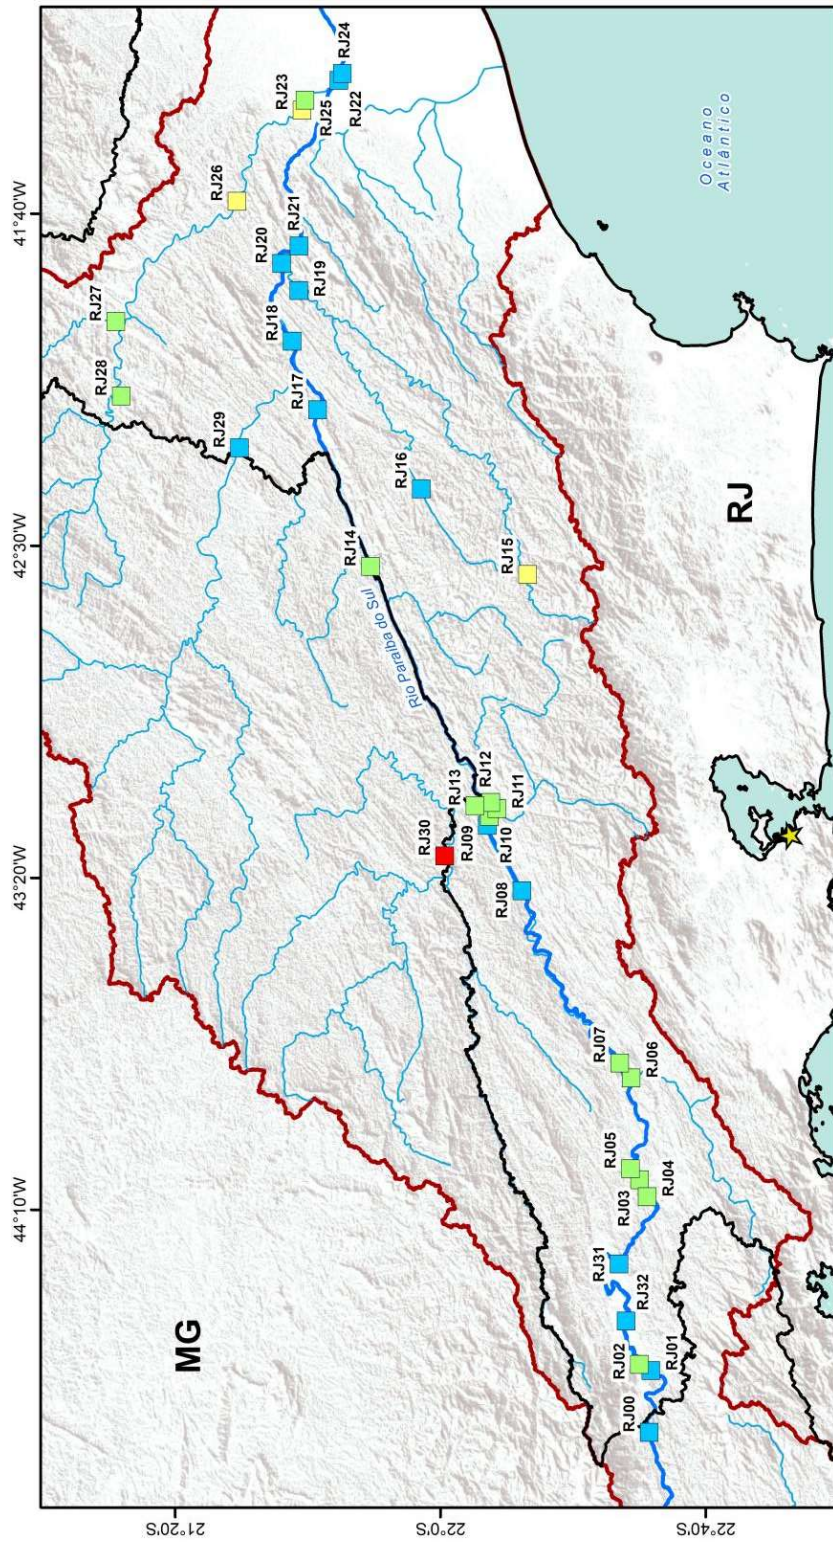 44°10'W
43°20'W
42°30'W
41°40'W
21°20'S
22°0'S
22°40'S
MG
RJ
Oceano
Atlântico
Rio Paraíba do Sul
RJ00
RJ01
RJ02
RJ32
RJ31
RJ03
RJ04
RJ05
RJ06
RJ07
RJ08
RJ30
RJ09
RJ10
RJ13
RJ12
RJ11
RJ14
RJ15
RJ16
RJ17
RJ29
RJ28
RJ27
RJ18
RJ19
RJ20
RJ21
RJ26
RJ23
RJ25
RJ22
RJ24